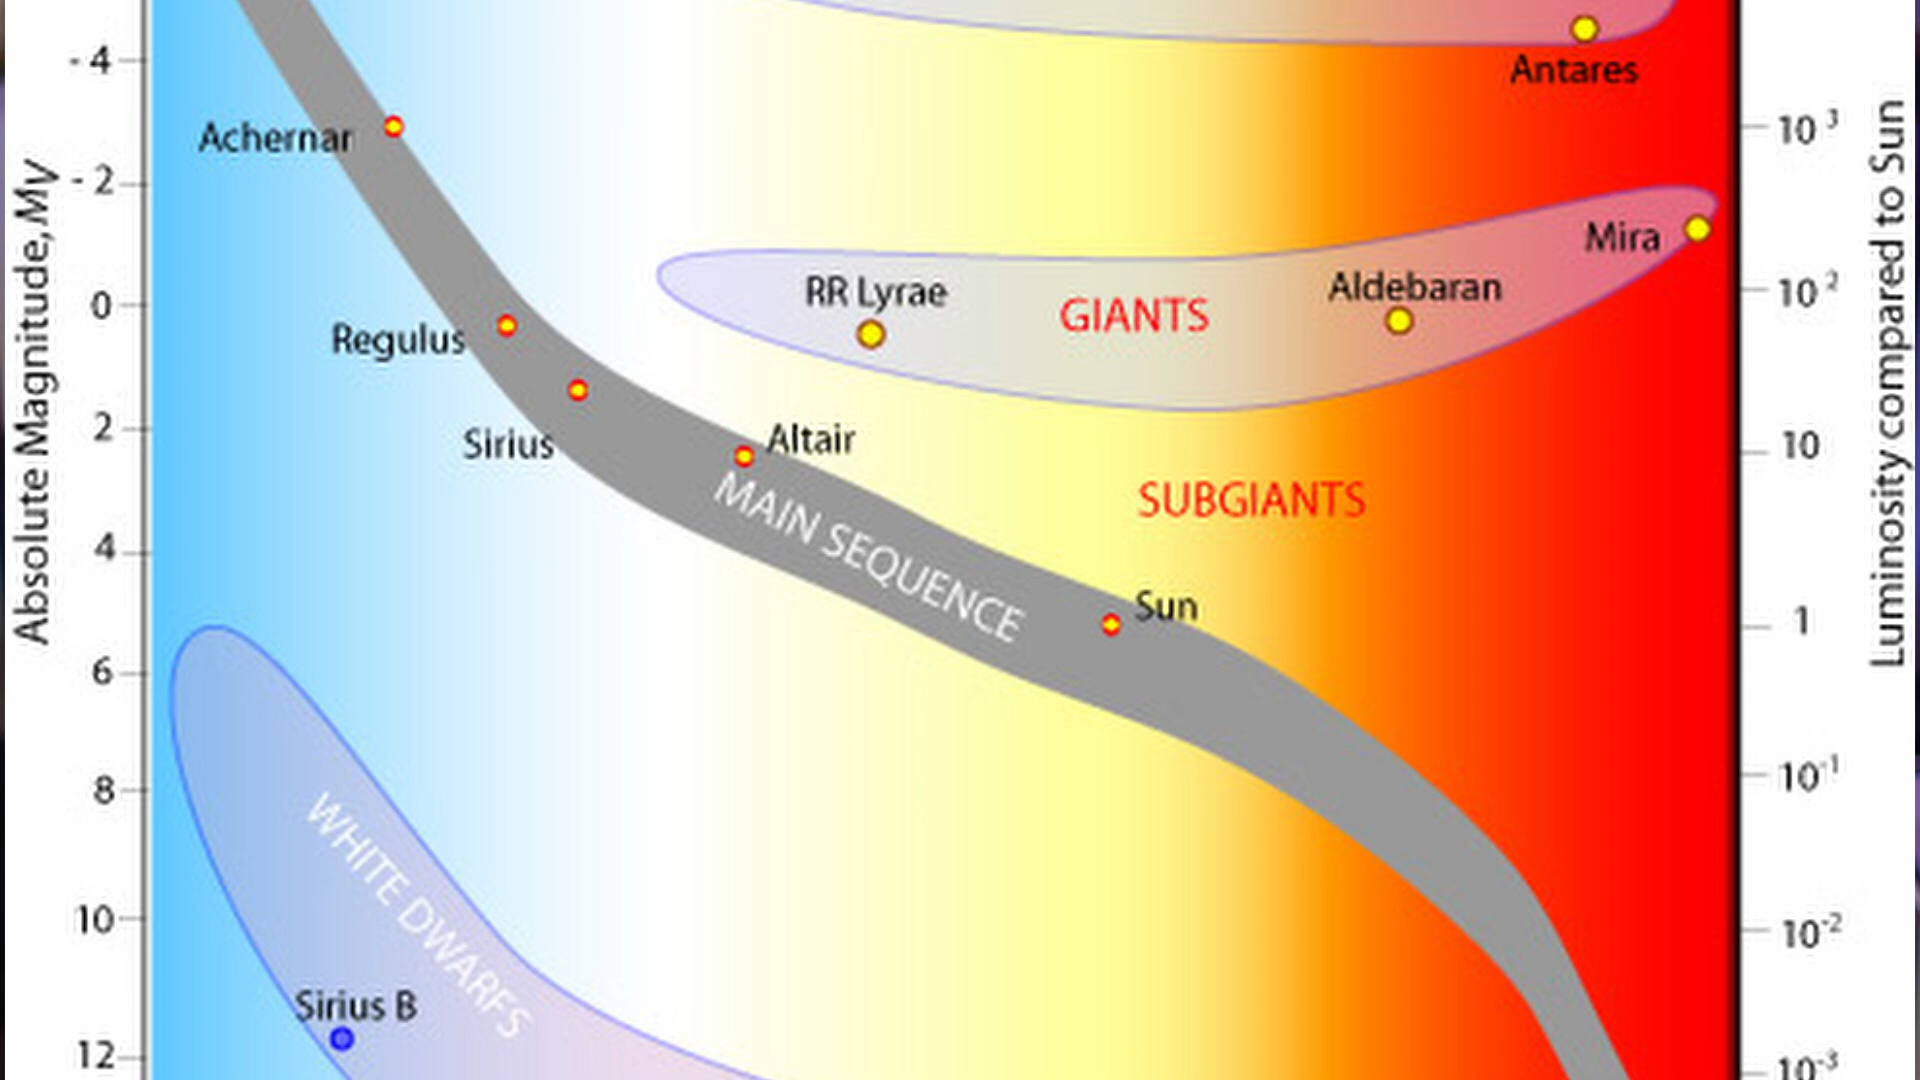 - 4
- 2
0
2
4
6
8
10
12
Absolute Magnitude, Mv
Antares
Achernar
Mira
RR Lyrae
GIANTS
Aldebaran
Regulus
Sirius
Altair
MAIN SEQUENCE
SUBGIANTS
Sun
WHITE DWARFS
Sirius B
10³
10²
10
1
10⁻¹
10⁻²
10⁻³
Luminosity compared to Sun